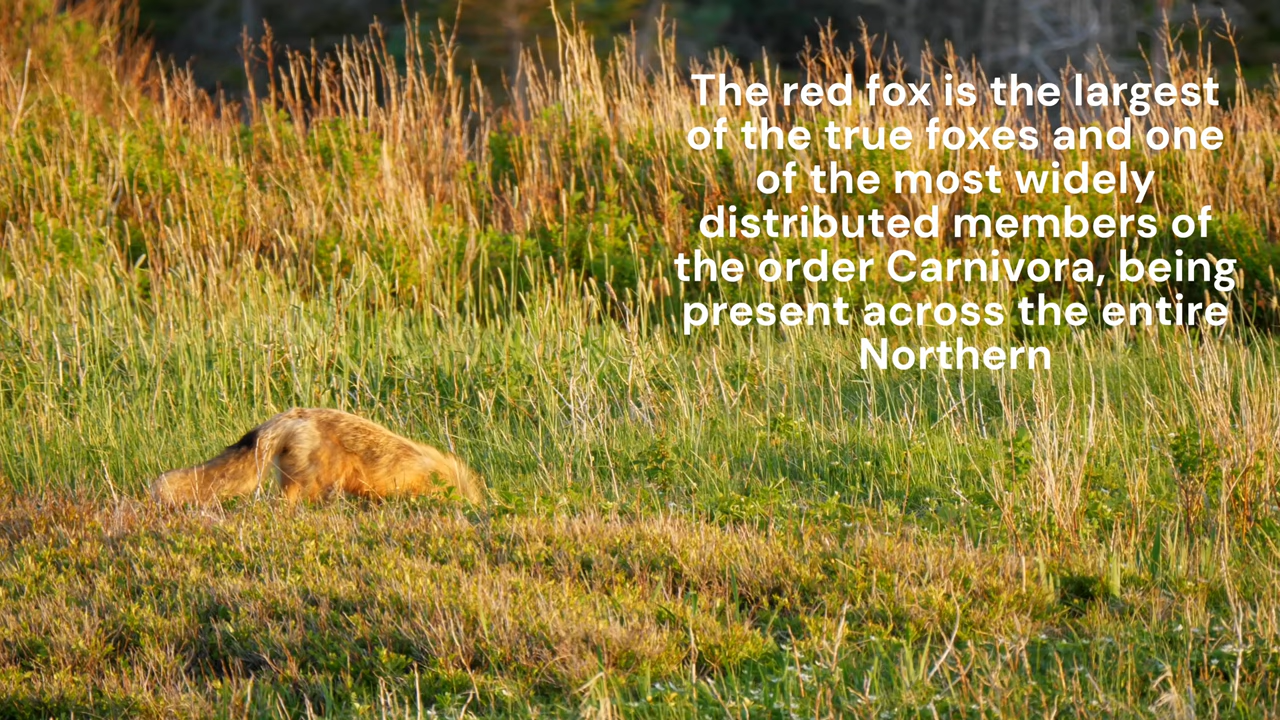 The red fox is the largest
of the true foxes and one
of the most widely
distributed members of
the order Carnivora, being
present across the entire
Northern